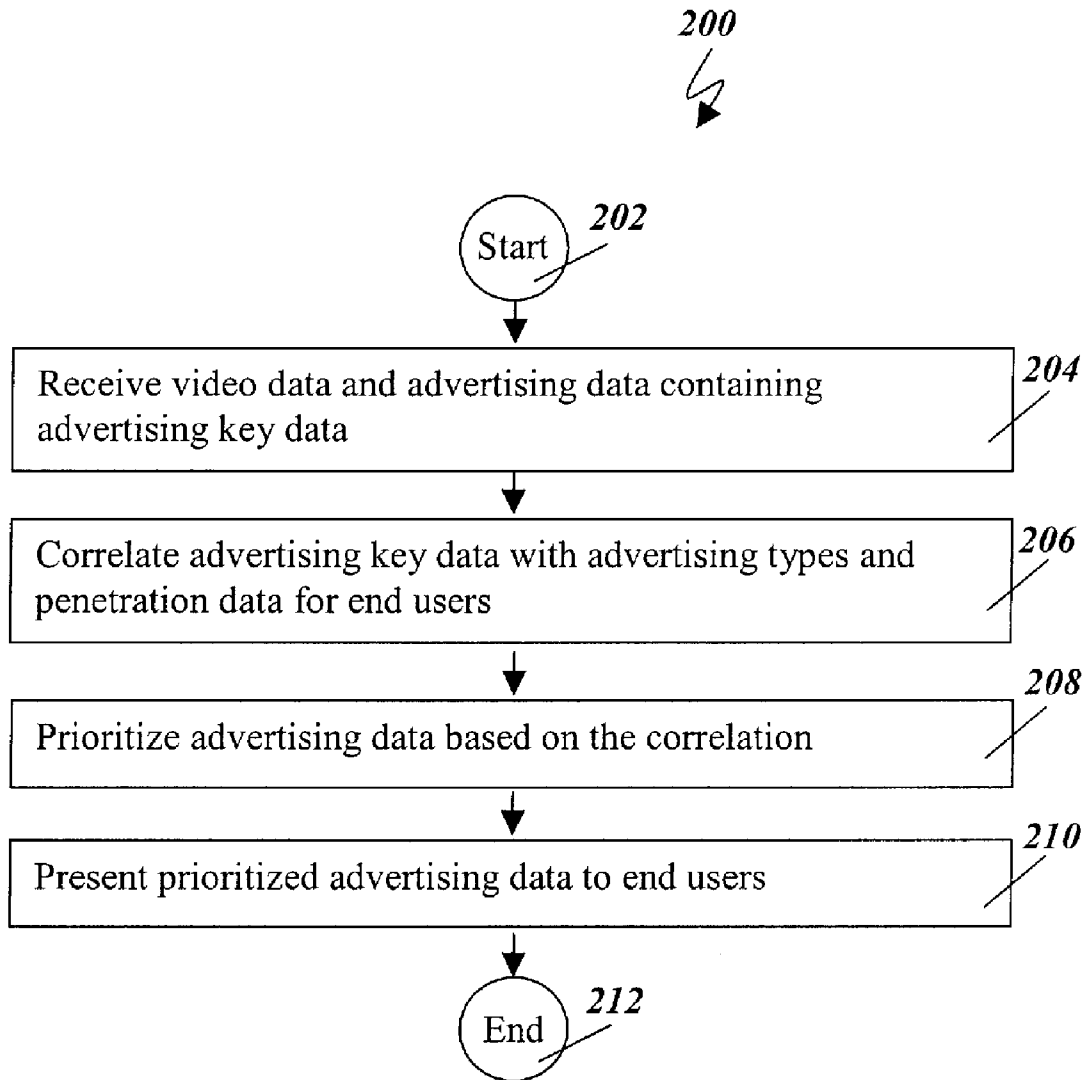 200
Start
202
Receive video data and advertising data containing
advertising key data
204
Correlate advertising key data with advertising types and
penetration data for end users
206
Prioritize advertising data based on the correlation
208
Present prioritized advertising data to end users
210
End
212